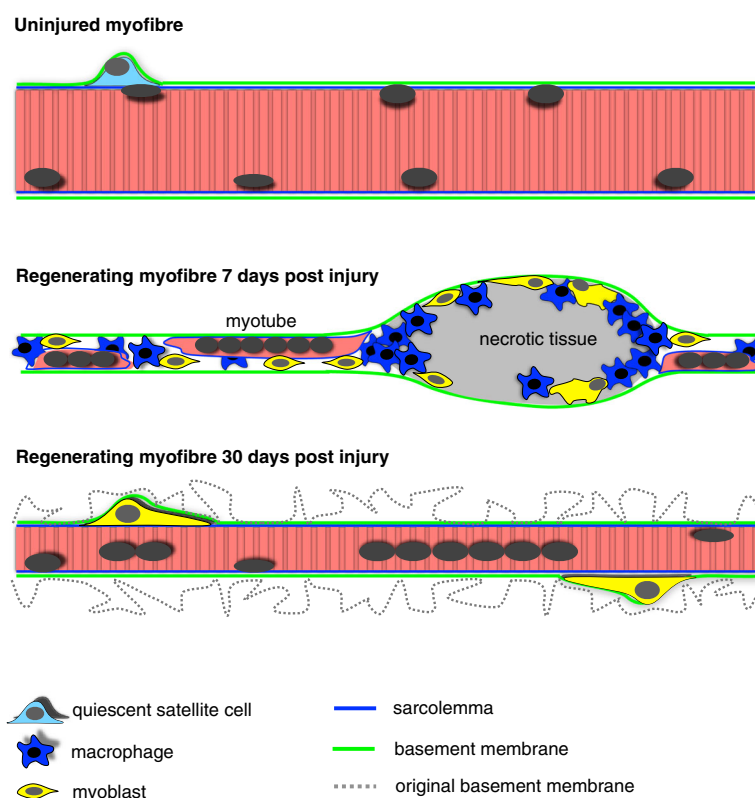 Uninjured myofibre
Regenerating myofibre 7 days post injury
myotube
necrotic tissue
Regenerating myofibre 30 days post injury
quiescent satellite cell
sarcolemma
macrophage
basement membrane
myoblast
original basement membrane